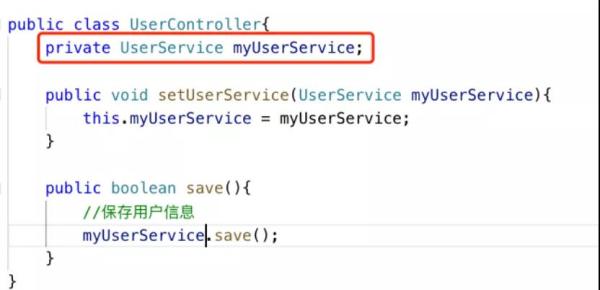 public class UserController{
private UserService myUserService;
public void setUserService(UserService myUserService){
this.myUserService = myUserService;
}
public boolean save(){
//保存用户信息
myUserService.save();
}
}